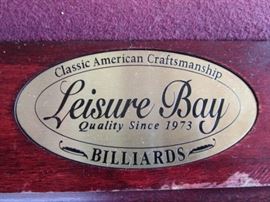 Classic American Craftsmanship
Leisure Bay
Quality Since 1973
BILLIARDS